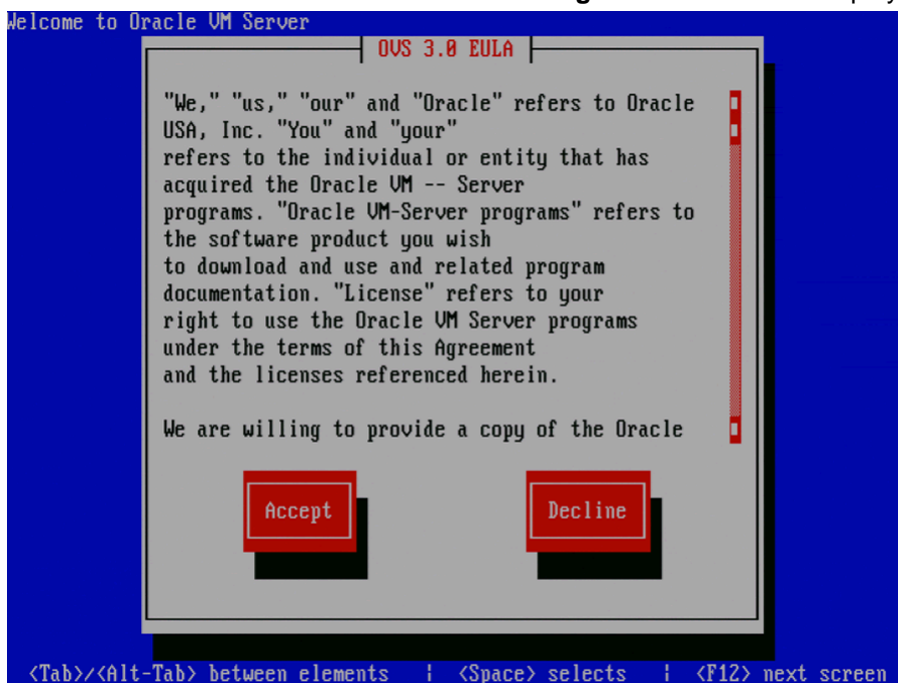 Welcome to Oracle VM Server
OVS 3.0 EULA
"We," "us," "our" and "Oracle" refers to Oracle
USA, Inc. "You" and "your"
refers to the individual or entity that has
acquired the Oracle VM -- Server
programs. "Oracle VM-Server programs" refers to
the software product you wish
to download and use and related program
documentation. "License" refers to your
right to use the Oracle VM Server programs
under the terms of this Agreement
and the licenses referenced herein.
We are willing to provide a copy of the Oracle
Accept Decline
<Tab>/<Alt-Tab> between elements | <Space> selects | <F12> next screen